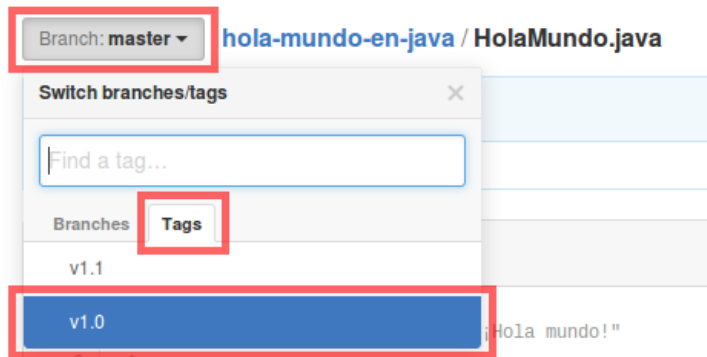 Branch: master hola-mundo-en-java / HolaMundo.java
Switch branches/tags ×
Find a tag...
Branches Tags
v1.1
v1.0
¡Hola mundo!"